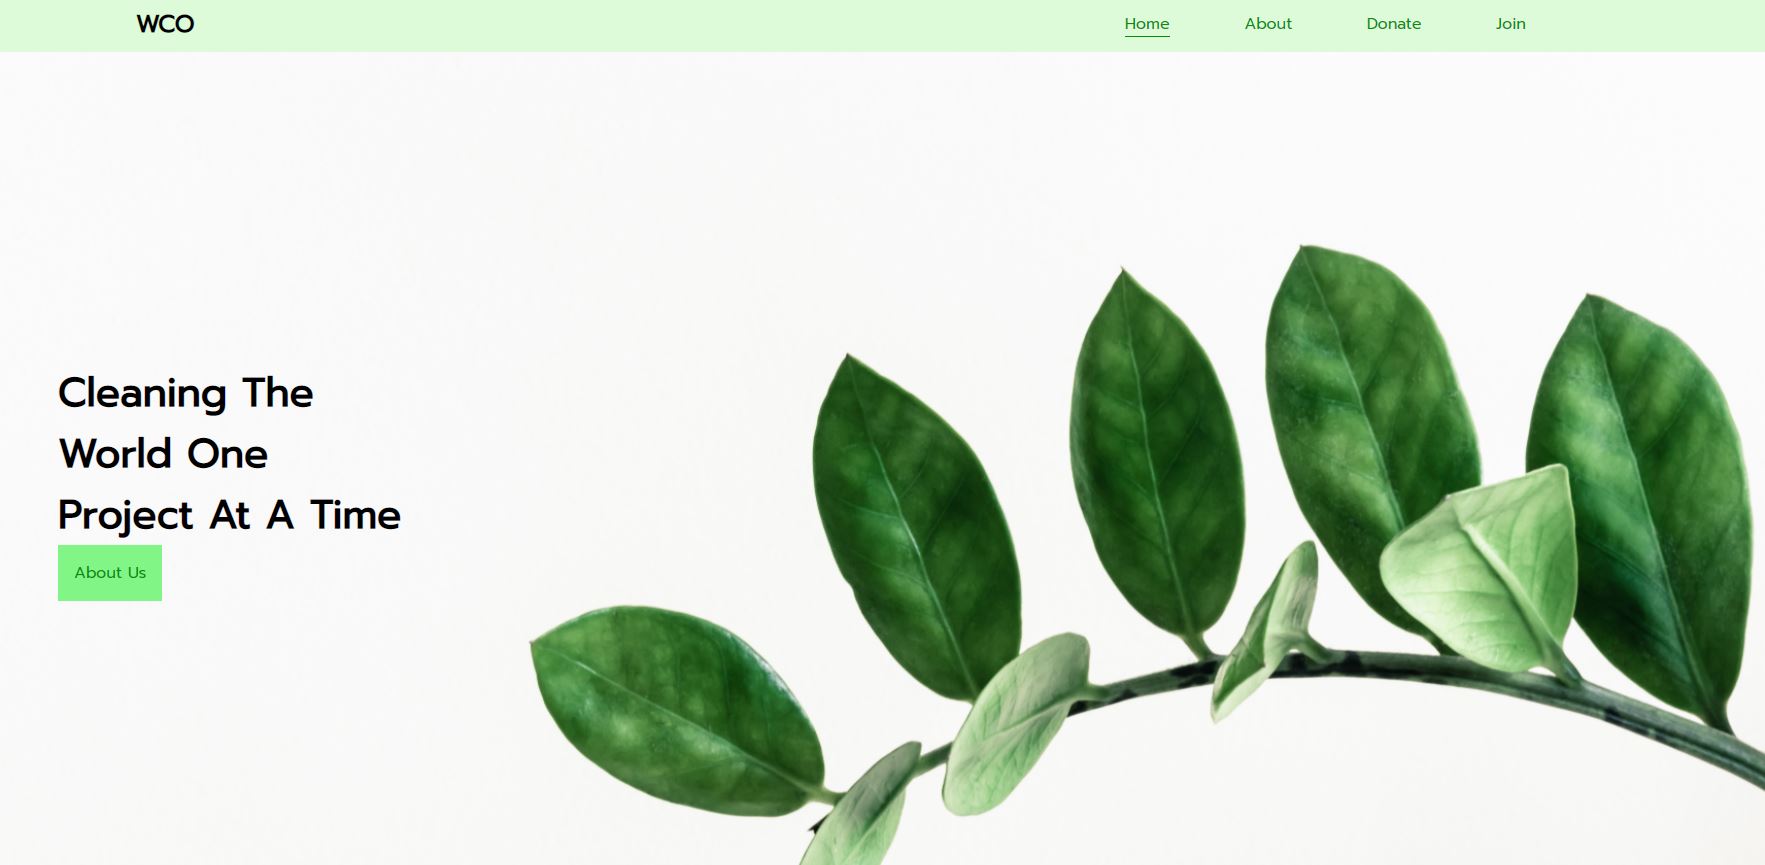 WCO
Home
About
Donate
Join
Cleaning The
World One
Project At A Time
About Us